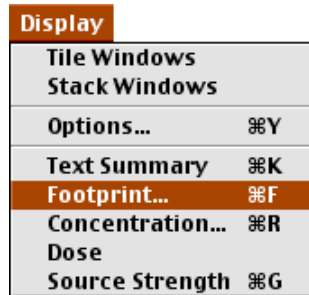 Display
Tile Windows
Stack Windows
Options... ⌘Y
Text Summary ⌘K
Footprint... ⌘F
Concentration... ⌘R
Dose
Source Strength ⌘G